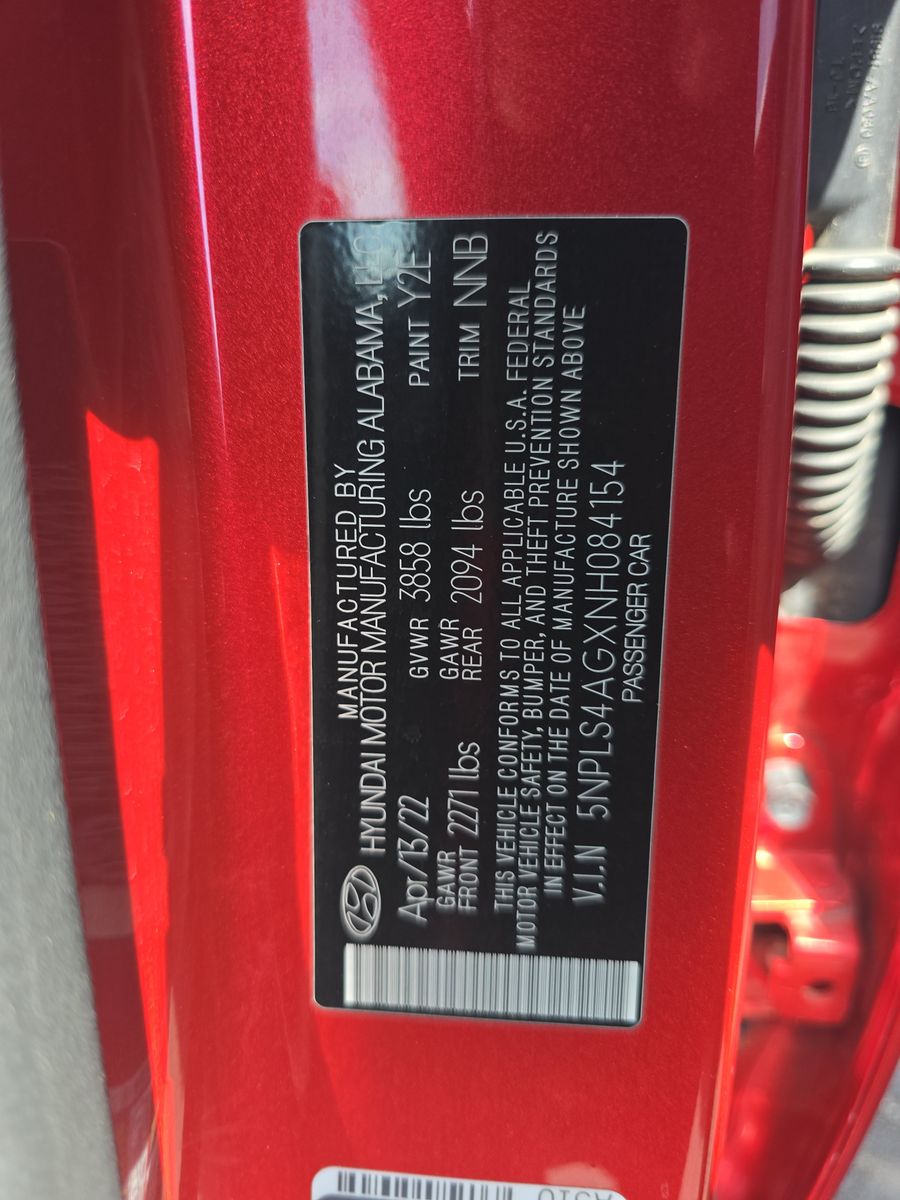 MANUFACTURED BY
HYUNDAI MOTOR MANUFACTURING ALABAMA, LLC
Apr/13/22 GVWR 3858 lbs PAINT Y2E
GAWR FRONT 2271 lbs GAWR REAR 2094 lbs TRIM NNB
THIS VEHICLE CONFORMS TO ALL APPLICABLE U.S.A. FEDERAL
MOTOR VEHICLE SAFETY, BUMPER, AND THEFT PREVENTION STANDARDS
IN EFFECT ON THE DATE OF MANUFACTURE SHOWN ABOVE
V.I.N 5NPLS4AGXNH084154
PASSENGER CAR